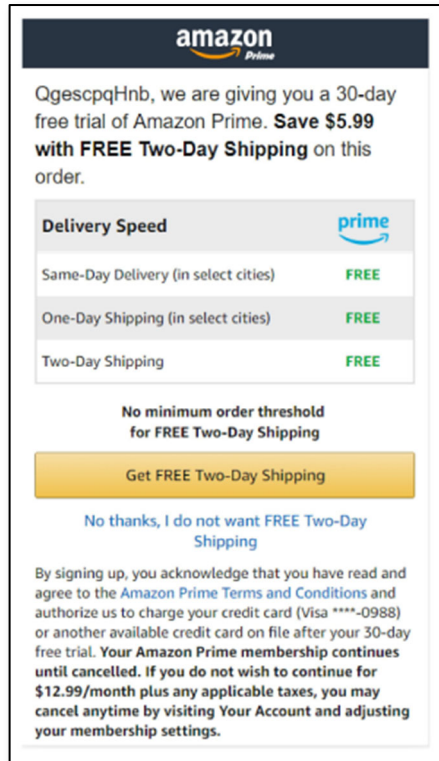 amazon
Prime
QgescpqHnb, we are giving you a 30-day
free trial of Amazon Prime. Save $5.99
with FREE Two-Day Shipping on this
order.
Delivery Speed prime
Same-Day Delivery (in select cities) FREE
One-Day Shipping (in select cities) FREE
Two-Day Shipping FREE
No minimum order threshold
for FREE Two-Day Shipping
Get FREE Two-Day Shipping
No thanks, I do not want FREE Two-Day
Shipping
By signing up, you acknowledge that you have read and
agree to the Amazon Prime Terms and Conditions and
authorize us to charge your credit card (Visa ****-0988)
or another available credit card on file after your 30-day
free trial. Your Amazon Prime membership continues
until cancelled. If you do not wish to continue for
$12.99/month plus any applicable taxes, you may
cancel anytime by visiting Your Account and adjusting
your membership settings.